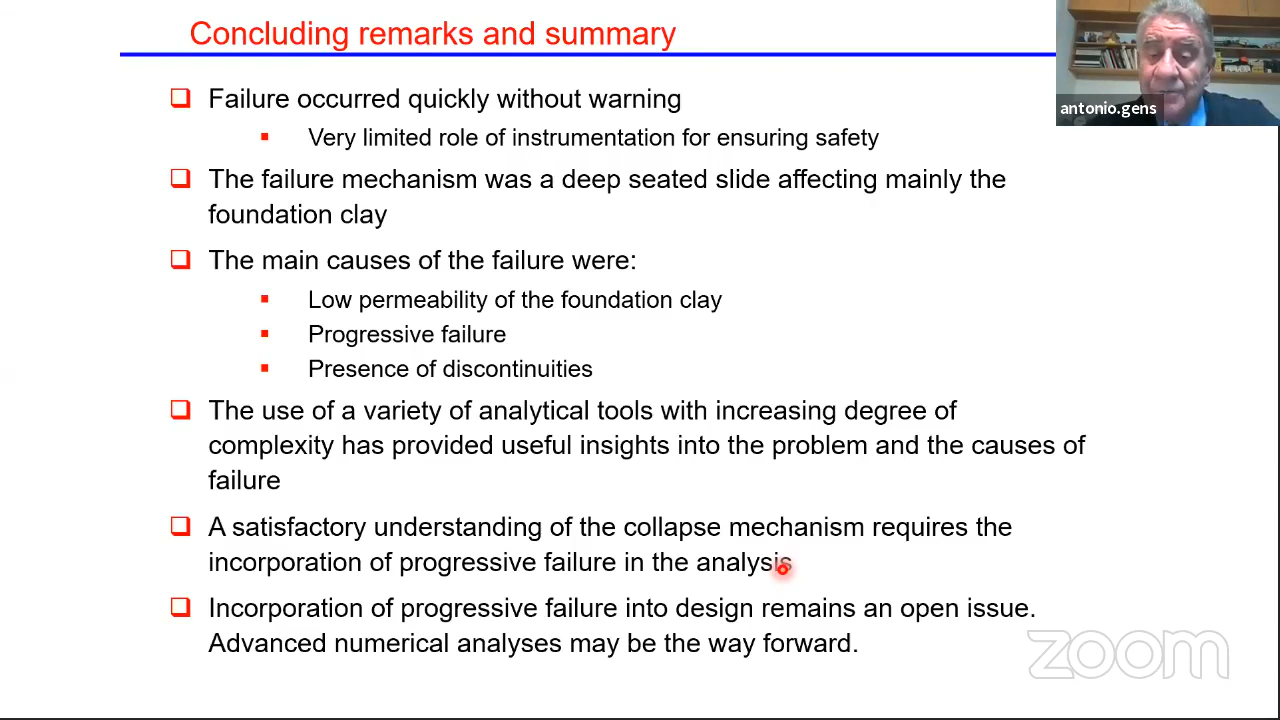 Concluding remarks and summary
antonio.gens
Failure occurred quickly without warning
Very limited role of instrumentation for ensuring safety
The failure mechanism was a deep seated slide affecting mainly the
foundation clay
The main causes of the failure were:
Low permeability of the foundation clay
Progressive failure
Presence of discontinuities
The use of a variety of analytical tools with increasing degree of
complexity has provided useful insights into the problem and the causes of
failure
A satisfactory understanding of the collapse mechanism requires the
incorporation of progressive failure in the analysis
Incorporation of progressive failure into design remains an open issue.
Advanced numerical analyses may be the way forward.
zoom